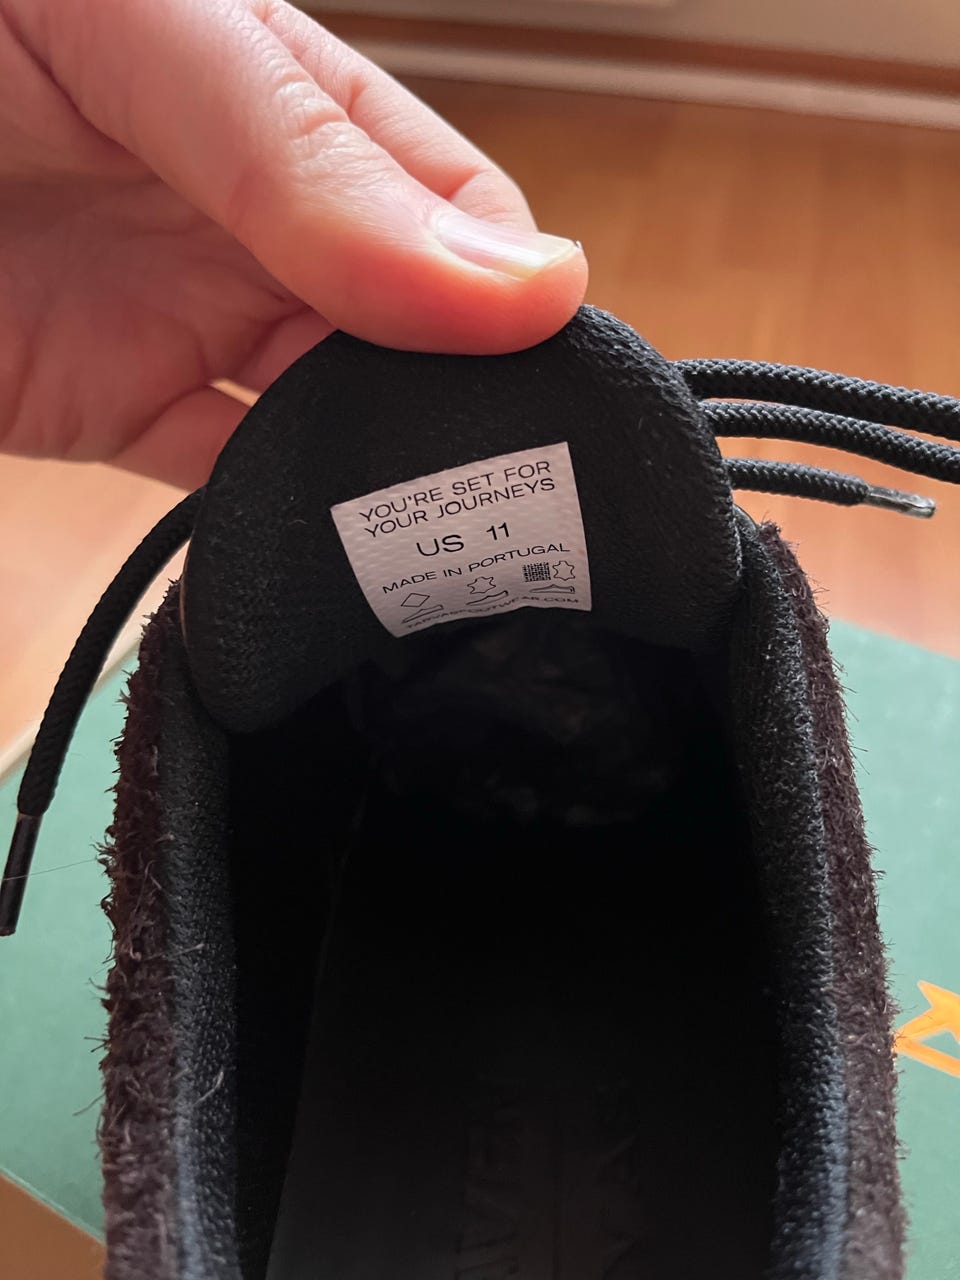 YOU'RE SET FOR
YOUR JOURNEYS
US 11
MADE IN PORTUGAL
TARVASFOOTWEAR.COM